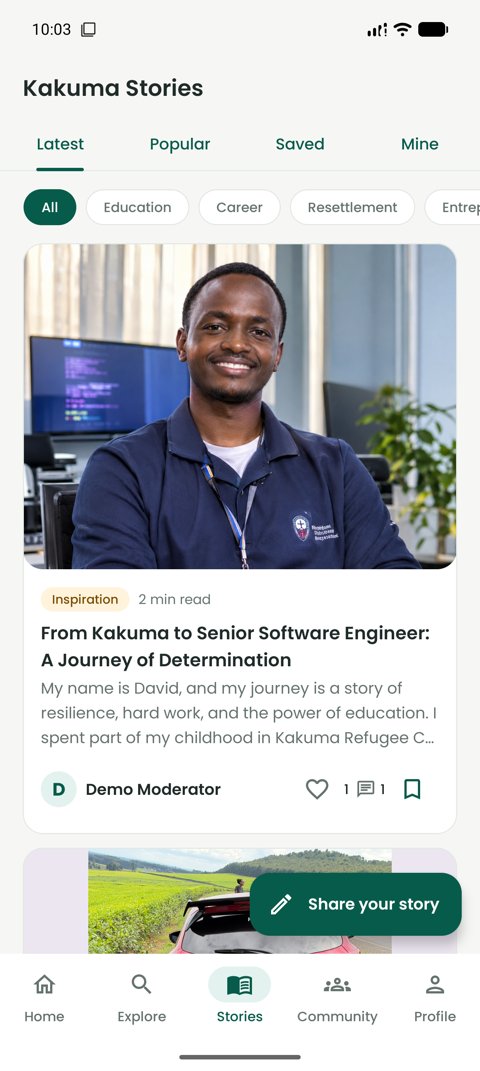 10:03
Kakuma Stories
Latest Popular Saved Mine
All Education Career Resettlement Entrep
Inspiration 2 min read
From Kakuma to Senior Software Engineer:
A Journey of Determination
My name is David, and my journey is a story of
resilience, hard work, and the power of education. I
spent part of my childhood in Kakuma Refugee C...
D Demo Moderator 1 1
Share your story
Home Explore Stories Community Profile